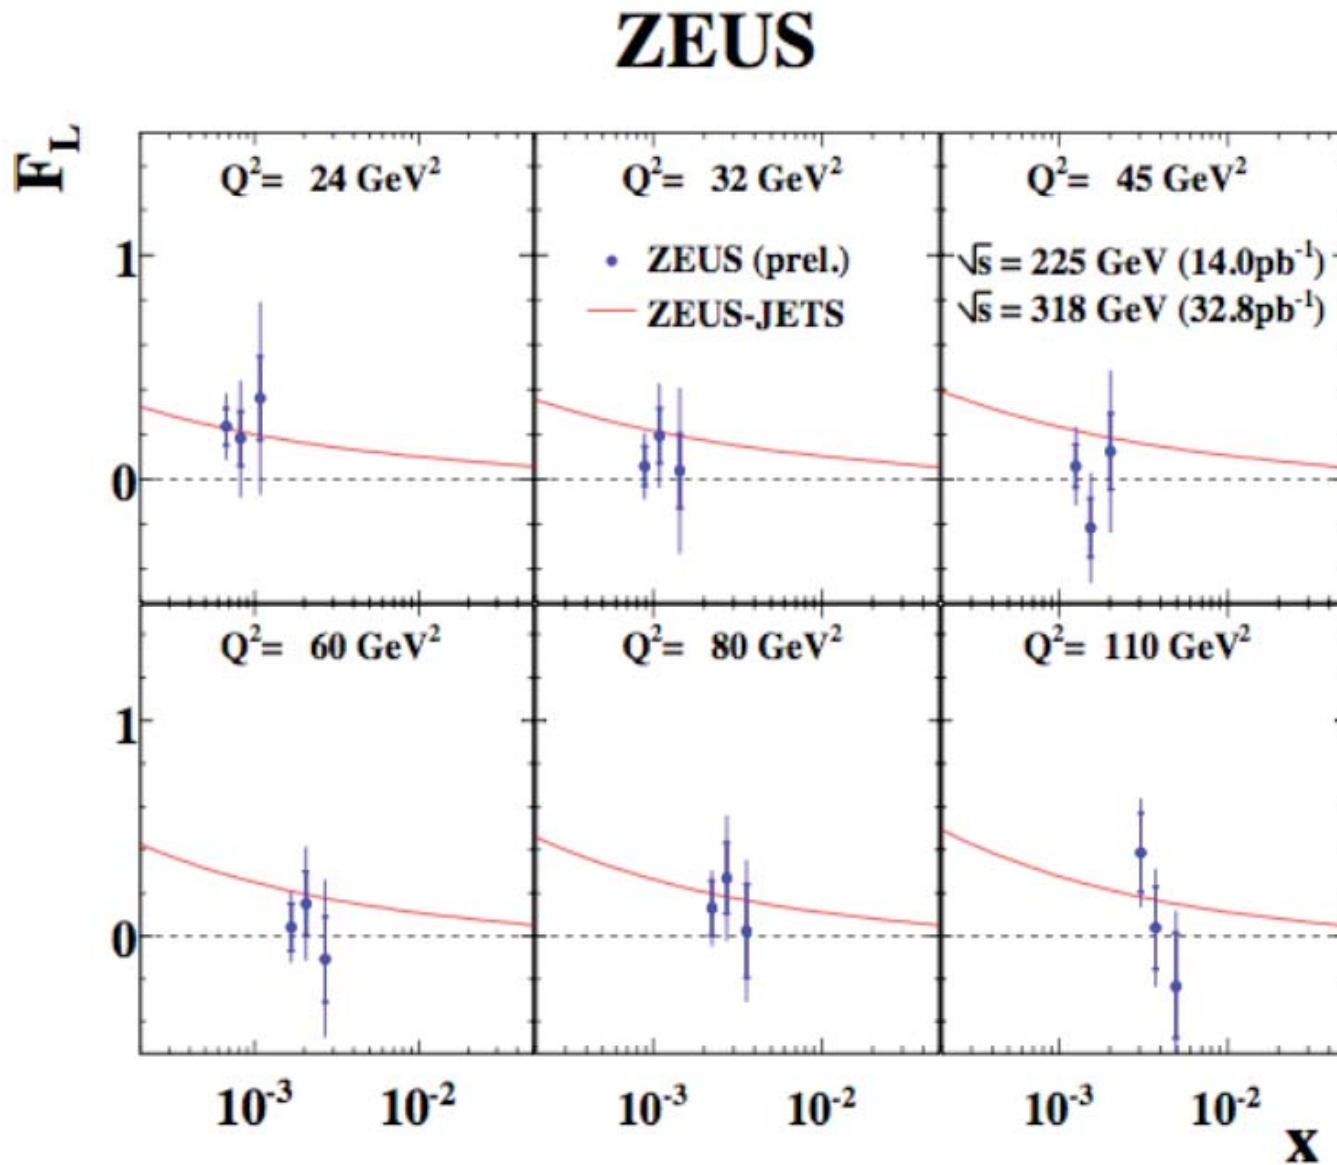 ZEUS
F_L
Q²= 24 GeV²
Q²= 32 GeV²
Q²= 45 GeV²
1
ZEUS (prel.)
ZEUS-JETS
√s = 225 GeV (14.0pb⁻¹)
√s = 318 GeV (32.8pb⁻¹)
0
Q²= 60 GeV²
Q²= 80 GeV²
Q²= 110 GeV²
1
0
10⁻³ 10⁻² 10⁻³ 10⁻² 10⁻³ 10⁻²
x